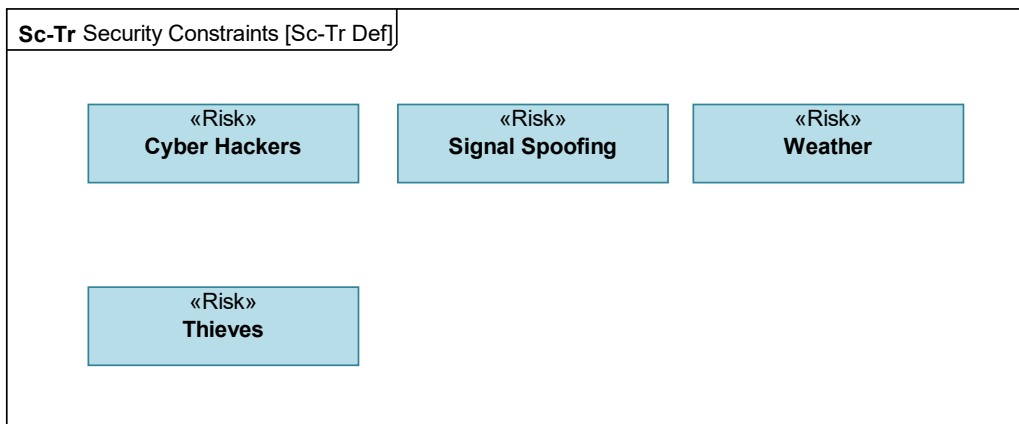 Sc-Tr Security Constraints [Sc-Tr Def]
«Risk»
Cyber Hackers
«Risk»
Signal Spoofing
«Risk»
Weather
«Risk»
Thieves